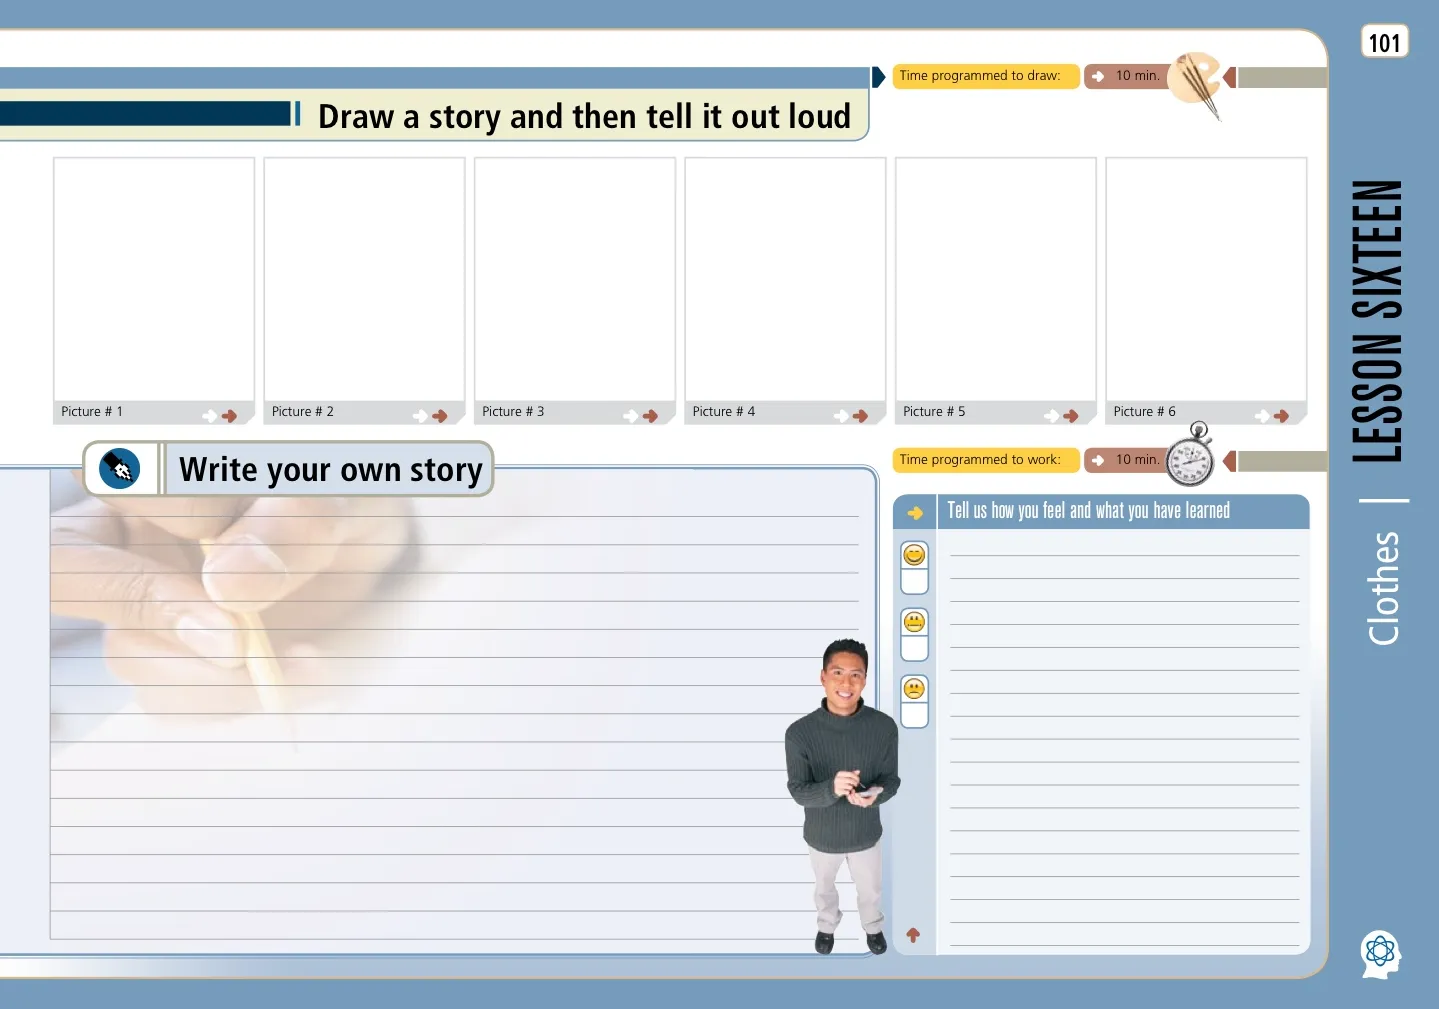 101
Time programmed to draw:
10 min.
Draw a story and then tell it out loud
Picture # 1
Picture # 2
Picture # 3
Picture # 4
Picture # 5
Picture # 6
Write your own story
Time programmed to work:
10 min.
Tell us how you feel and what you have learned
LESSON SIXTEEN
Clothes